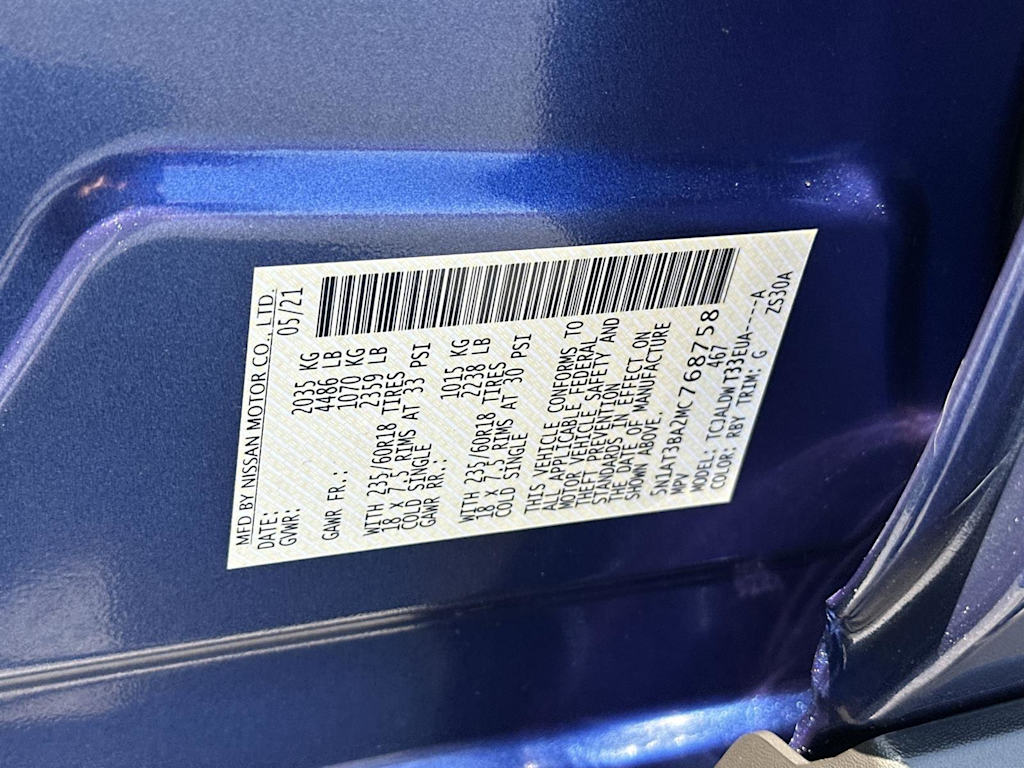 MFD BY NISSAN MOTOR CO.,LTD.
DATE: 05/21
GVWR: 2035 KG
4486 LB
GAWR FR.: 1070 KG
2359 LB
WITH 235/60R18 TIRES
18 X 7.5 RIMS AT 33 PSI
COLD SINGLE
GAWR RR.: 1015 KG
2238 LB
WITH 235/60R18 TIRES
18 X 7.5 RIMS AT 30 PSI
COLD SINGLE
THIS VEHICLE CONFORMS TO
ALL APPLICABLE FEDERAL
MOTOR VEHICLE SAFETY AND
THEFT PREVENTION
STANDARDS IN EFFECT ON
THE DATE OF MANUFACTURE
SHOWN ABOVE.
5N1AT3BA2MC768758
MPV 467
MODEL: TCJALDWT33EUA----A
COLOR: RBY TRIM: G ZS30A